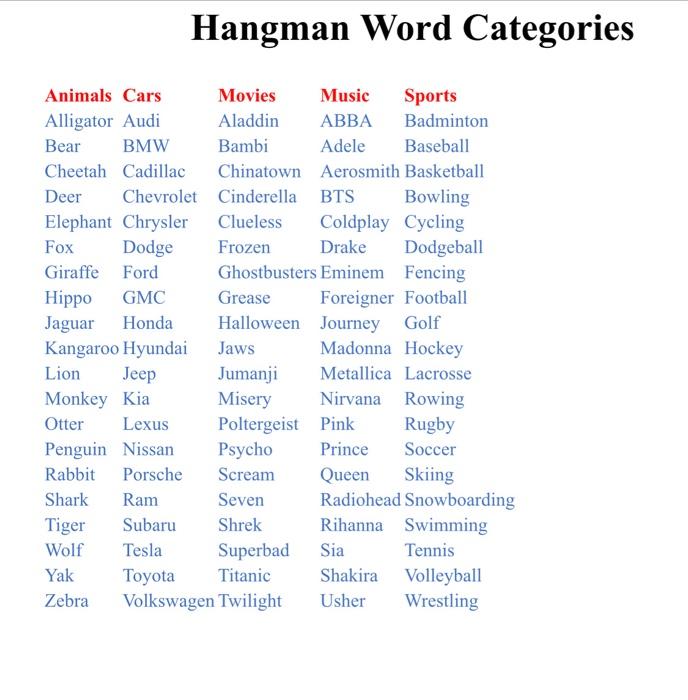 Hangman Word Categories
Animals Cars Movies Music Sports
Alligator Audi Aladdin ABBA Badminton
Bear BMW Bambi Adele Baseball
Cheetah Cadillac Chinatown Aerosmith Basketball
Deer Chevrolet Cinderella BTS Bowling
Elephant Chrysler Clueless Coldplay Cycling
Fox Dodge Frozen Drake Dodgeball
Giraffe Ford Ghostbusters Eminem Fencing
Hippo GMC Grease Foreigner Football
Jaguar Honda Halloween Journey Golf
Kangaroo Hyundai Jaws Madonna Hockey
Lion Jeep Jumanji Metallica Lacrosse
Monkey Kia Misery Nirvana Rowing
Otter Lexus Poltergeist Pink Rugby
Penguin Nissan Psycho Prince Soccer
Rabbit Porsche Scream Queen Skiing
Shark Ram Seven Radiohead Snowboarding
Tiger Subaru Shrek Rihanna Swimming
Wolf Tesla Superbad Sia Tennis
Yak Toyota Titanic Shakira Volleyball
Zebra Volkswagen Twilight Usher Wrestling